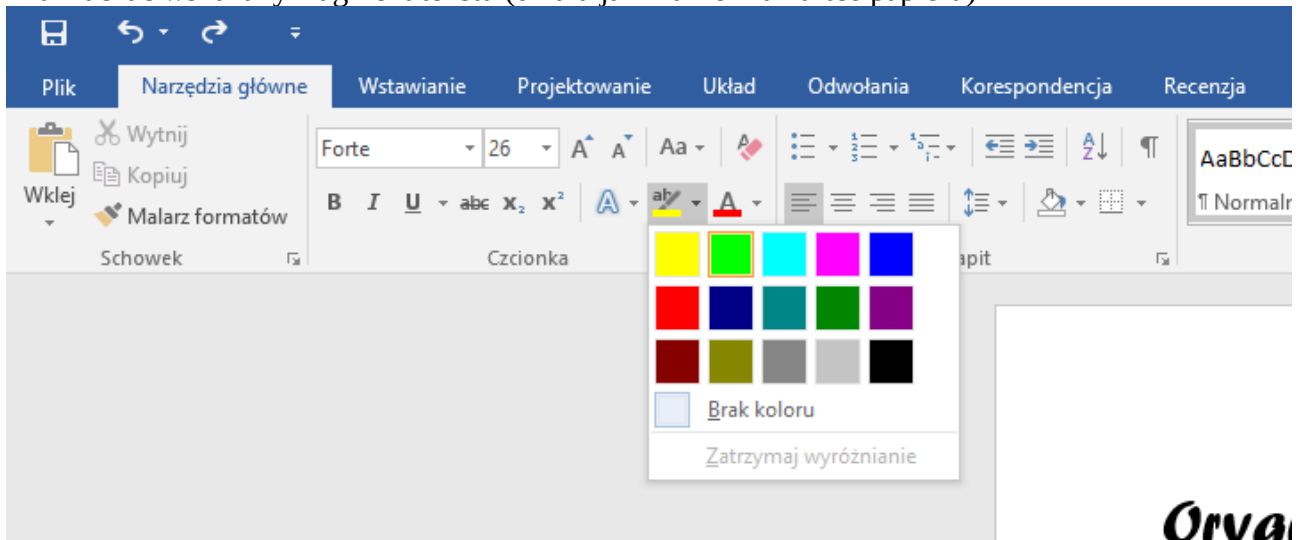 Plik Narzędzia główne Wstawianie Projektowanie Układ Odwołania Korespondencja Recenzja
Wytnij
Kopiuj
Wklej
Malarz formatów
Schowek
Forte 26 Aa
B I U abc x₂ x²
Czcionka
AaBbCcD
¶ Normaln
Brak koloru
Zatrzymaj wyróżnianie